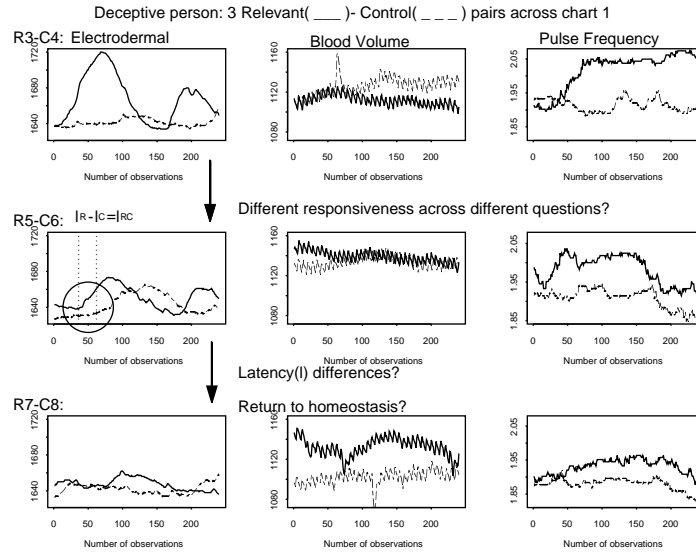 Deceptive person: 3 Relevant( ___ )- Control( _ _ _ ) pairs across chart 1
R3-C4: Electrodermal
Blood Volume
Pulse Frequency
1640 1680 1720
0 50 100 150 200
Number of observations
1080 1120 1160
0 50 100 150 200
Number of observations
1.85 1.95 2.05
0 50 100 150 200
Number of observations
R5-C6:
lR - lC = lRC
Different responsiveness across different questions?
1640 1680 1720
0 50 100 150 200
Number of observations
1080 1120 1160
0 50 100 150 200
Number of observations
1.85 1.95 2.05
0 50 100 150 200
Number of observations
Latency(l) differences?
R7-C8:
Return to homeostasis?
1640 1680 1720
0 50 100 150 200
Number of observations
1080 1120 1160
0 50 100 150 200
Number of observations
1.85 1.95 2.05
0 50 100 150 200
Number of observations